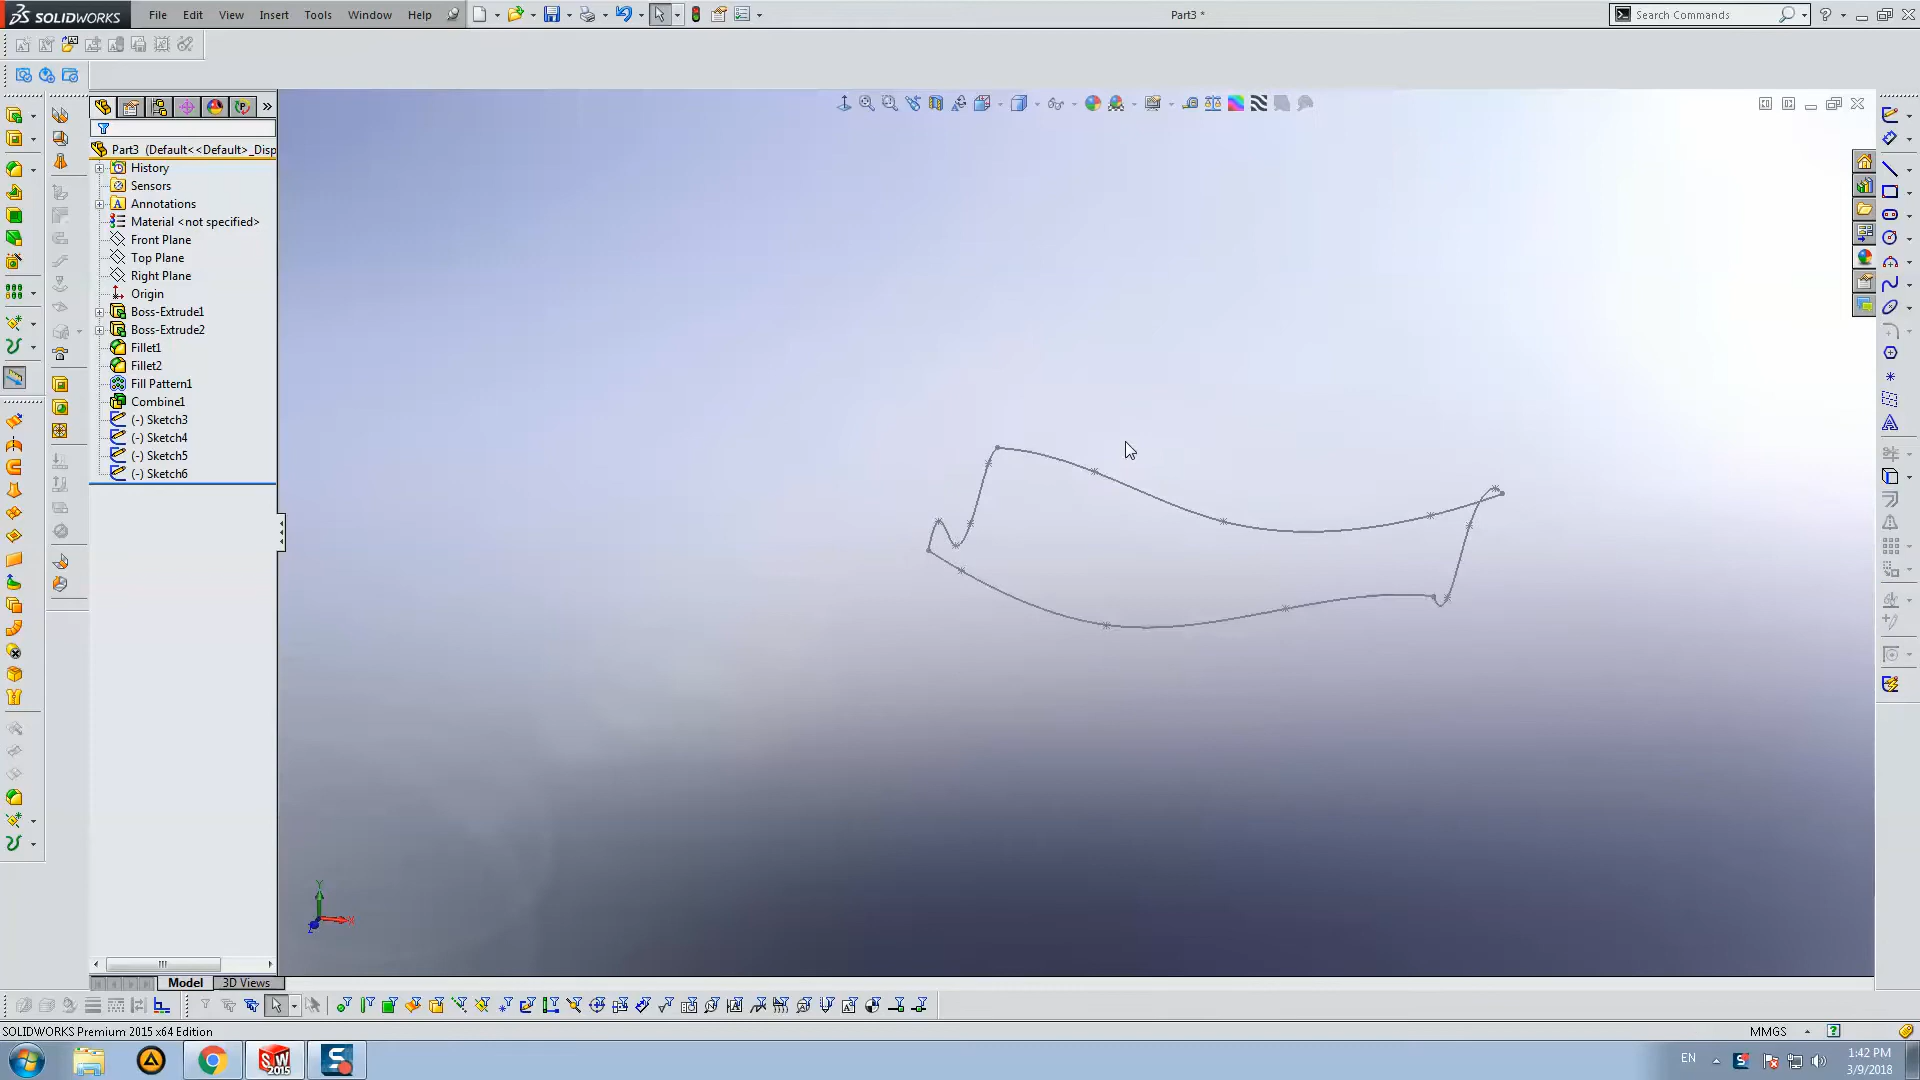 SOLIDWORKS File Edit View Insert Tools Window Help Part3 * Search Commands
Part3 (Default<<Default>_Disp
History
Sensors
Annotations
Material <not specified>
Front Plane
Top Plane
Right Plane
Origin
Boss-Extrude1
Boss-Extrude2
Fillet1
Fillet2
Fill Pattern1
Combine1
(-) Sketch3
(-) Sketch4
(-) Sketch5
(-) Sketch6
Model 3D Views
SOLIDWORKS Premium 2015 x64 Edition MMGS
EN 1:42 PM
3/9/2018